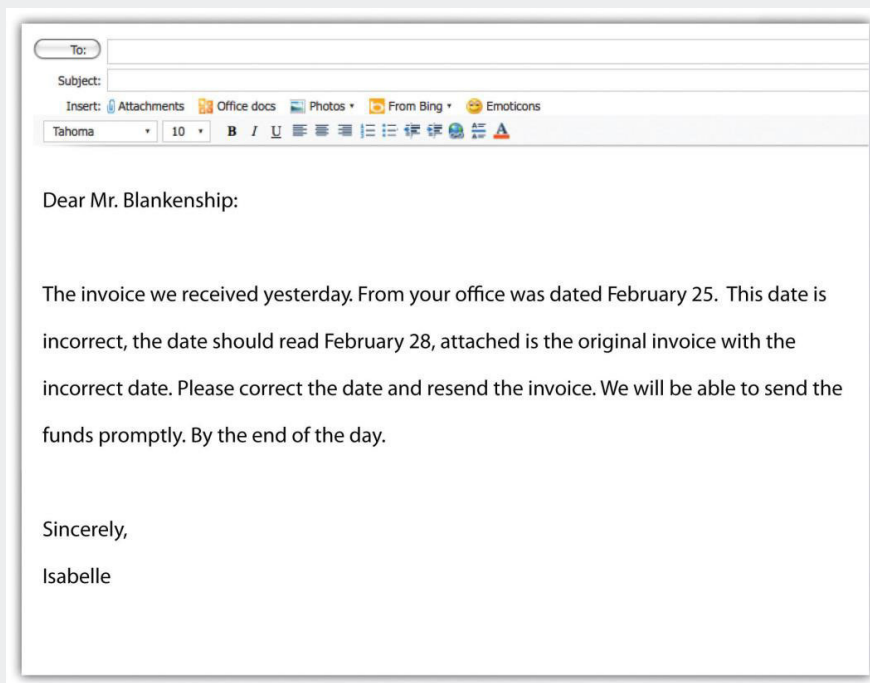 To:
Subject:
Insert: Attachments Office docs Photos From Bing Emoticons
Tahoma 10 B I U A
Dear Mr. Blankenship:
The invoice we received yesterday. From your office was dated February 25. This date is
incorrect, the date should read February 28, attached is the original invoice with the
incorrect date. Please correct the date and resend the invoice. We will be able to send the
funds promptly. By the end of the day.
Sincerely,
Isabelle